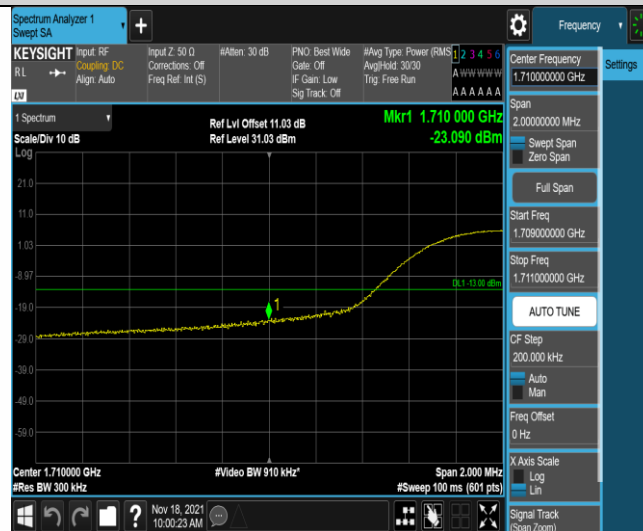 Spectrum Analyzer 1
Swept SA
+
Frequency
KEYSIGHT
RL
LXI
Input: RF
Coupling: DC
Align: Auto
Input Z: 50 Ω
Corrections: Off
Freq Ref: Int (S)
#Atten: 30 dB
PNO: Best Wide
Gate: Off
IF Gain: Low
Sig Track: Off
#Avg Type: Power (RMS
Avg|Hold: 30/30
Trig: Free Run
1 2 3 4 5 6
A W W W W W
A A A A A A
Settings
1 Spectrum
Scale/Div 10 dB
Log
Ref Lvl Offset 11.03 dB
Ref Level 31.03 dBm
Mkr1 1.710 000 GHz
-23.090 dBm
21.0
11.0
1.03
-8.97
-19.0
-29.0
-39.0
-49.0
-59.0
DL1 -13.00 dBm
1
Center 1.710000 GHz
#Res BW 300 kHz
#Video BW 910 kHz*
Span 2.000 MHz
#Sweep 100 ms (601 pts)
Center Frequency
1.710000000 GHz
Span
2.00000000 MHz
Swept Span
Zero Span
Full Span
Start Freq
1.709000000 GHz
Stop Freq
1.711000000 GHz
AUTO TUNE
CF Step
200.000 kHz
Auto
Man
Freq Offset
0 Hz
X Axis Scale
Log
Lin
Signal Track
(Span Zoom)
?
Nov 18, 2021
10:00:23 AM